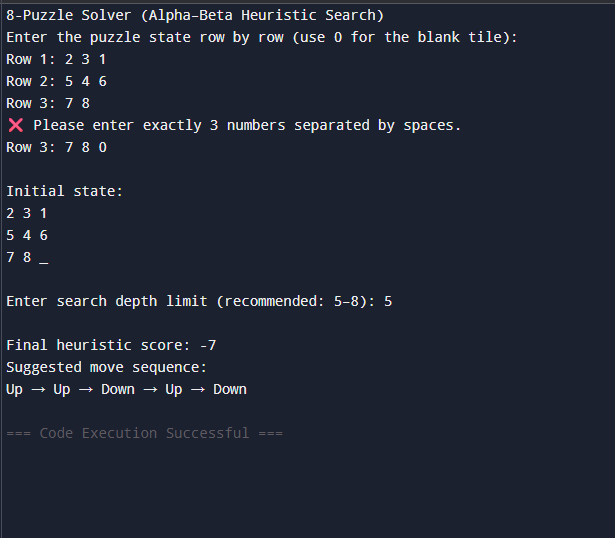 8-Puzzle Solver (Alpha-Beta Heuristic Search)
Enter the puzzle state row by row (use 0 for the blank tile):
Row 1: 2 3 1
Row 2: 5 4 6
Row 3: 7 8
❌ Please enter exactly 3 numbers separated by spaces.
Row 3: 7 8 0
Initial state:
2 3 1
5 4 6
7 8 _
Enter search depth limit (recommended: 5–8): 5
Final heuristic score: -7
Suggested move sequence:
Up → Up → Down → Up → Down
=== Code Execution Successful ===